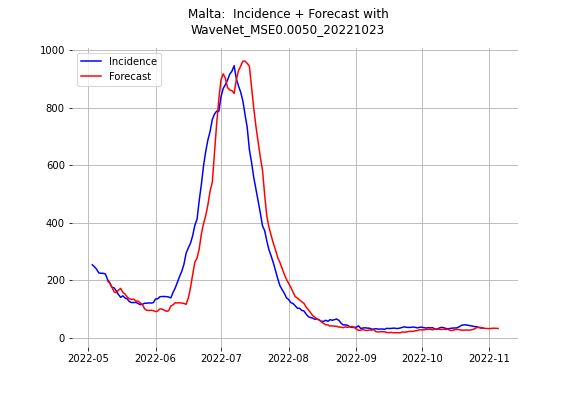 Malta:  Incidence + Forecast with
WaveNet_MSE0.0050_20221023
Incidence
Forecast
1000
800
600
400
200
0
2022-05 2022-06 2022-07 2022-08 2022-09 2022-10 2022-11